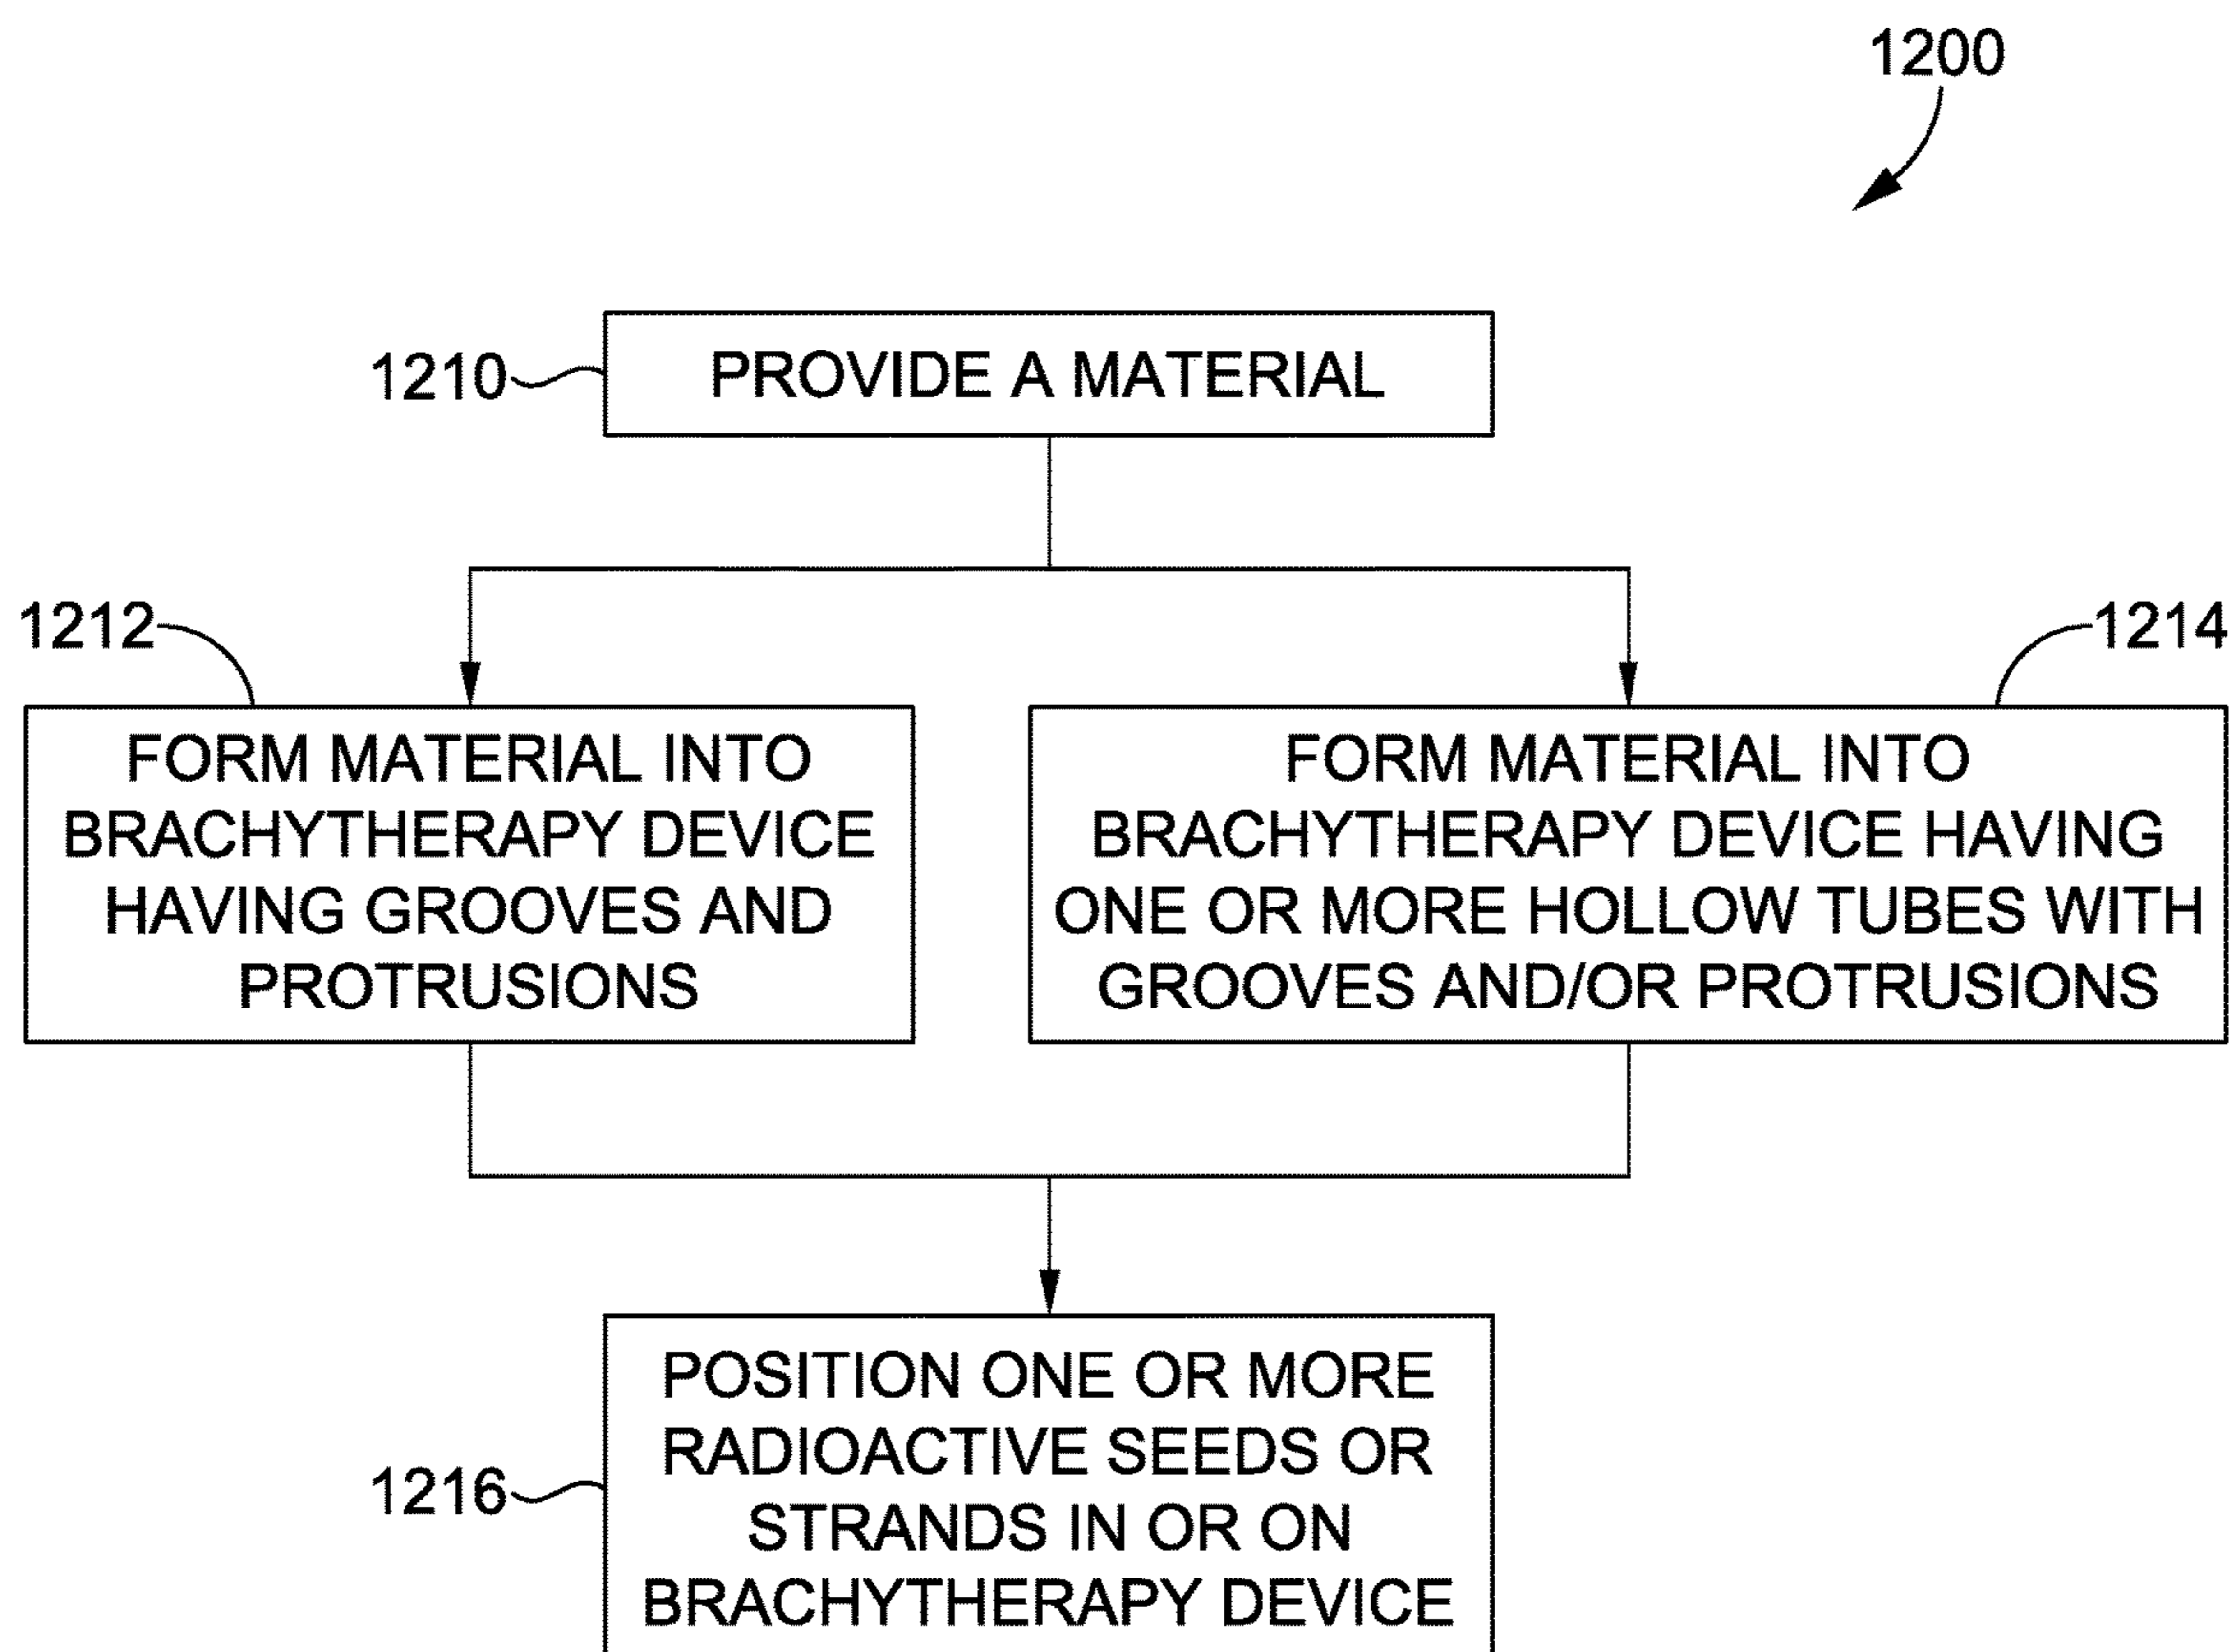 1200
1210
PROVIDE A MATERIAL
1212
1214
FORM MATERIAL INTO
BRACHYTHERAPY DEVICE
HAVING GROOVES AND
PROTRUSIONS
FORM MATERIAL INTO
BRACHYTHERAPY DEVICE HAVING
ONE OR MORE HOLLOW TUBES WITH
GROOVES AND/OR PROTRUSIONS
1216
POSITION ONE OR MORE
RADIOACTIVE SEEDS OR
STRANDS IN OR ON
BRACHYTHERAPY DEVICE